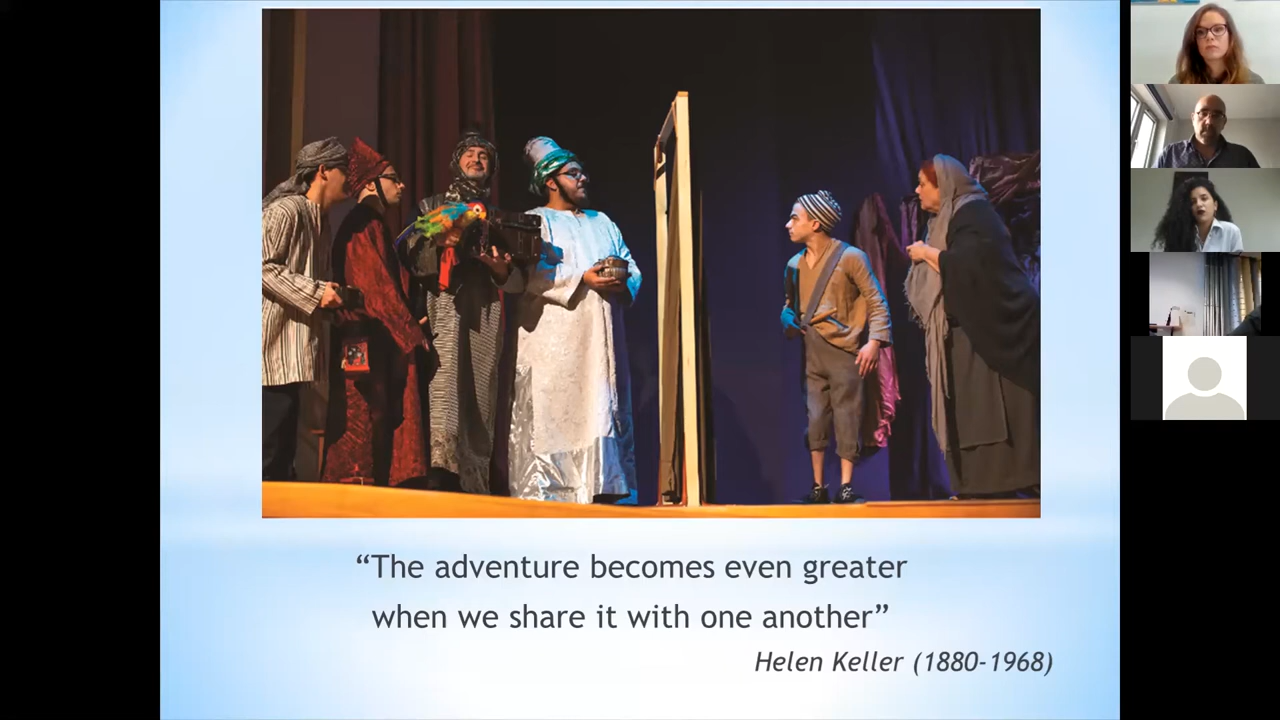 “The adventure becomes even greater
when we share it with one another”
Helen Keller (1880-1968)